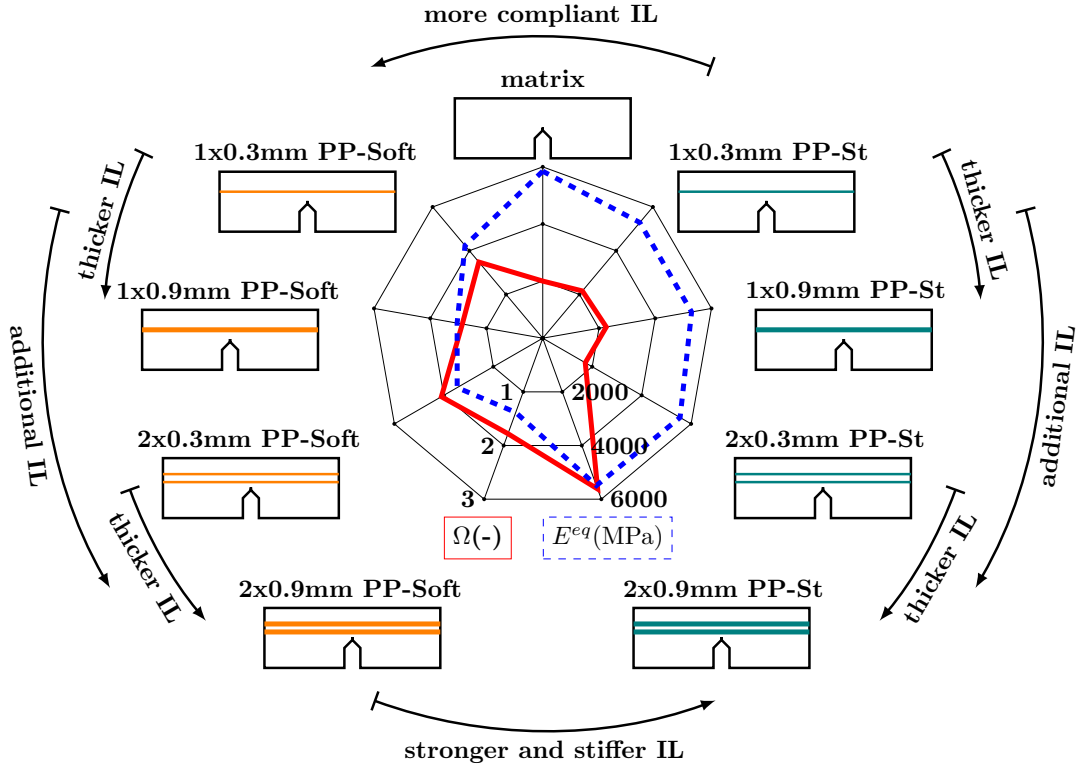 more compliant IL
matrix
1x0.3mm PP-Soft
1x0.3mm PP-St
thicker IL
thicker IL
1x0.9mm PP-Soft
1x0.9mm PP-St
additional IL
additional IL
1
2000
2x0.3mm PP-Soft
2x0.3mm PP-St
2
4000
3
6000
Ω(-)
E^{eq}(MPa)
thicker IL
thicker IL
2x0.9mm PP-Soft
2x0.9mm PP-St
stronger and stiffer IL